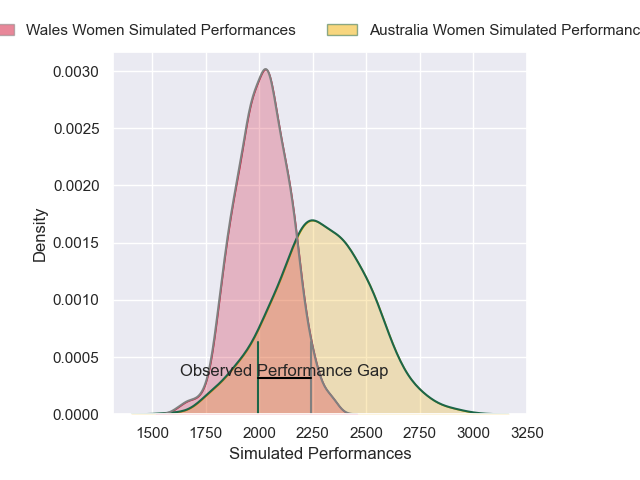 Wales Women Simulated Performances
Australia Women Simulated Performanc
0.0030
0.0025
0.0020
0.0015
0.0010
0.0005
0.0000
Density
Observed Performance Gap
1500 1750 2000 2250 2500 2750 3000 3250
Simulated Performances